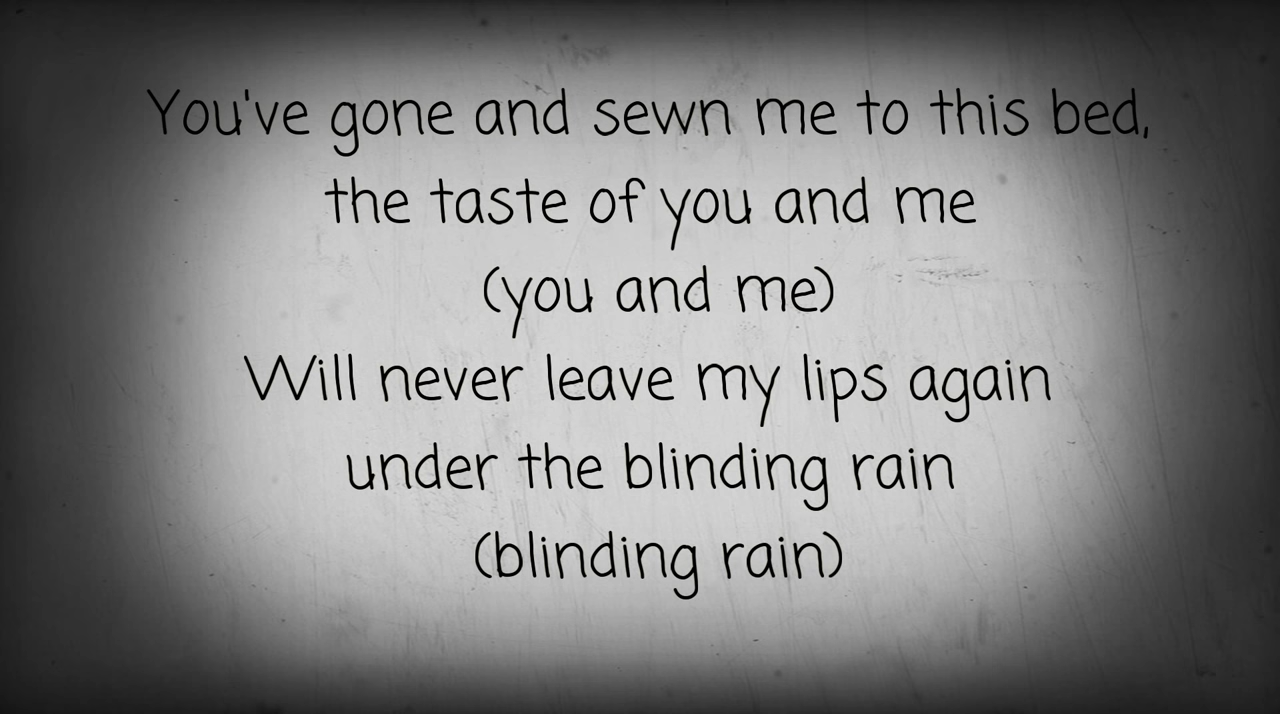 You've gone and sewn me to this bed,
the taste of you and me
(you and me)
Will never leave my lips again
under the blinding rain
(blinding rain)